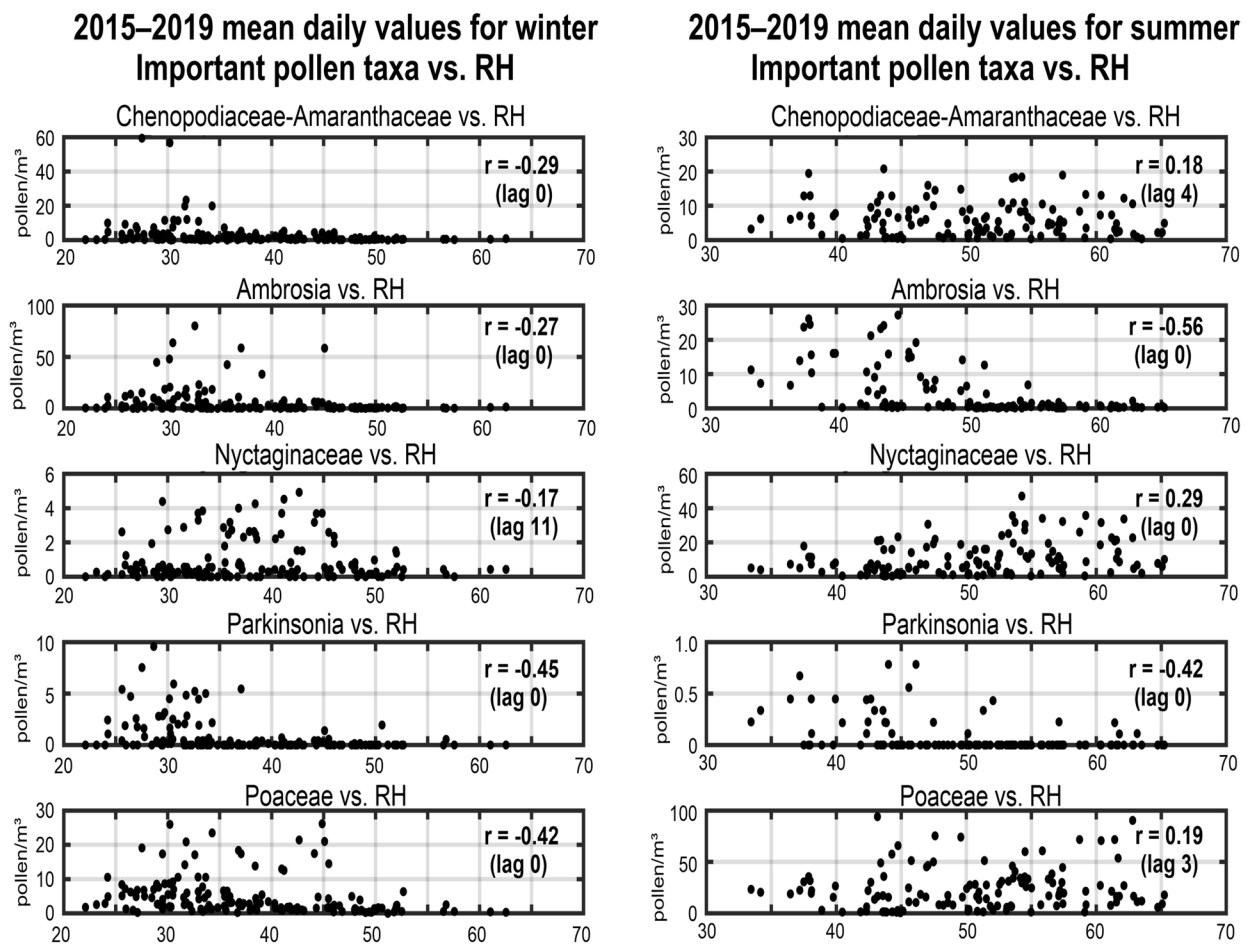 2015–2019 mean daily values for winter
Important pollen taxa vs. RH
Chenopodiaceae-Amaranthaceae vs. RH
60
40
20
0
pollen/m³
r = -0.29
(lag 0)
20 30 40 50 60 70
Ambrosia vs. RH
100
50
0
pollen/m³
r = -0.27
(lag 0)
20 30 40 50 60 70
Nyctaginaceae vs. RH
6
4
2
0
pollen/m³
r = -0.17
(lag 11)
20 30 40 50 60 70
Parkinsonia vs. RH
10
5
0
pollen/m³
r = -0.45
(lag 0)
20 30 40 50 60 70
Poaceae vs. RH
30
20
10
0
pollen/m³
r = -0.42
(lag 0)
20 30 40 50 60 70
2015–2019 mean daily values for summer
Important pollen taxa vs. RH
Chenopodiaceae-Amaranthaceae vs. RH
30
20
10
0
pollen/m³
r = 0.18
(lag 4)
30 40 50 60 70
Ambrosia vs. RH
30
20
10
0
pollen/m³
r = -0.56
(lag 0)
30 40 50 60 70
Nyctaginaceae vs. RH
60
40
20
0
pollen/m³
r = 0.29
(lag 0)
30 40 50 60 70
Parkinsonia vs. RH
1.0
0.5
0
pollen/m³
r = -0.42
(lag 0)
30 40 50 60 70
Poaceae vs. RH
100
50
0
pollen/m³
r = 0.19
(lag 3)
30 40 50 60 70